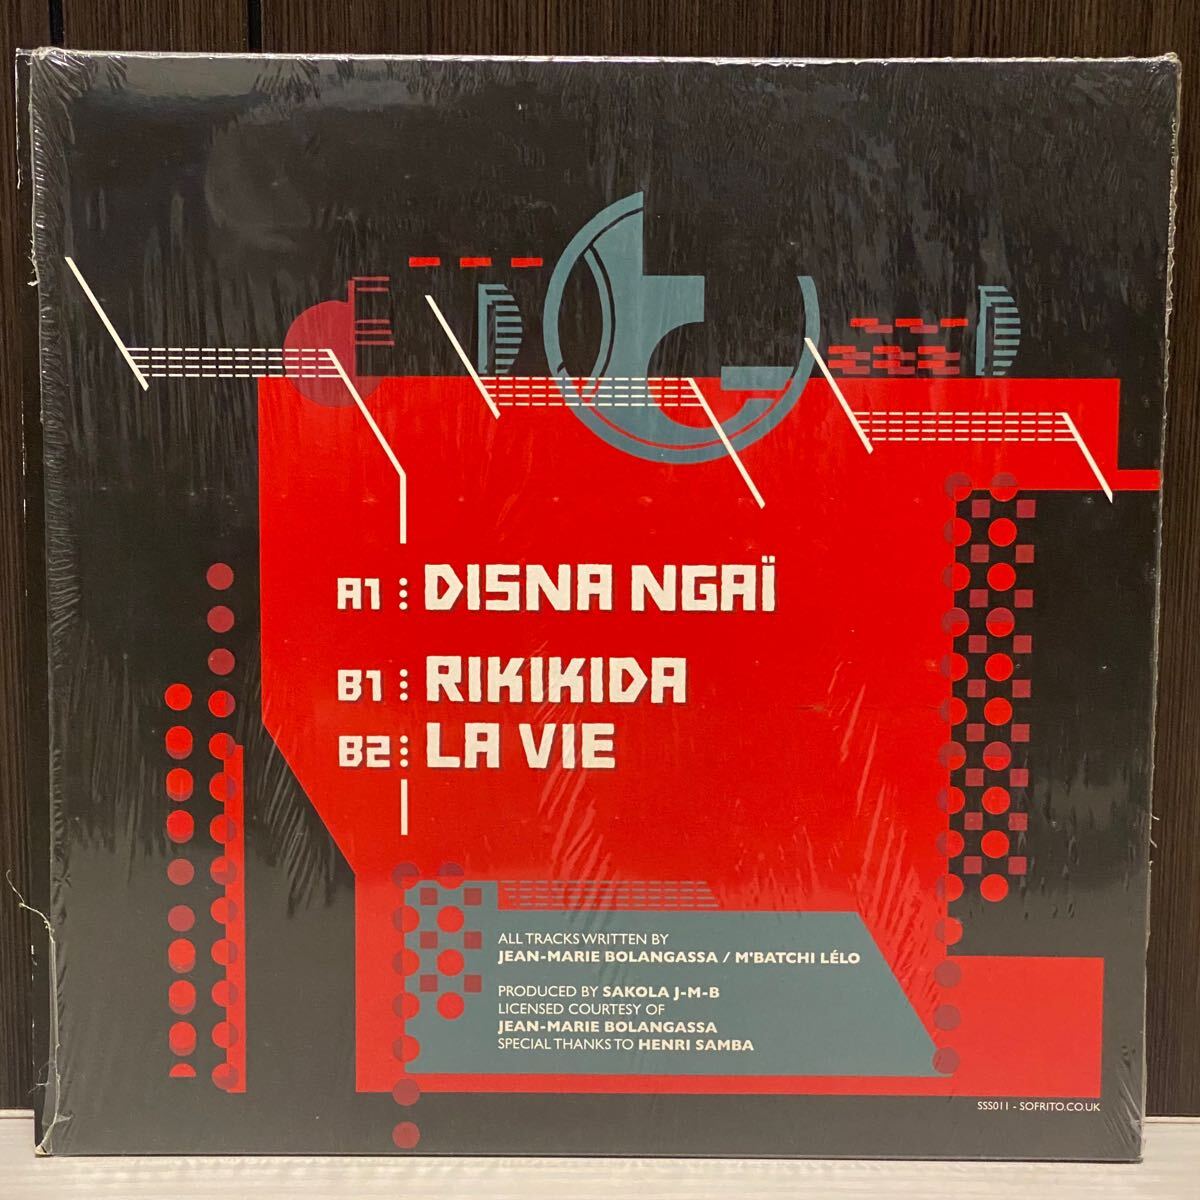 A1 : DISNA NGAÏ
B1 : RIKIKIDA
B2 : LA VIE
ALL TRACKS WRITTEN BY
JEAN-MARIE BOLANGASSA / M'BATCHI LÉLO
PRODUCED BY SAKOLA J-M-B
LICENSED COURTESY OF
JEAN-MARIE BOLANGASSA
SPECIAL THANKS TO HENRI SAMBA
SSS011 - SOFRITO.CO.UK